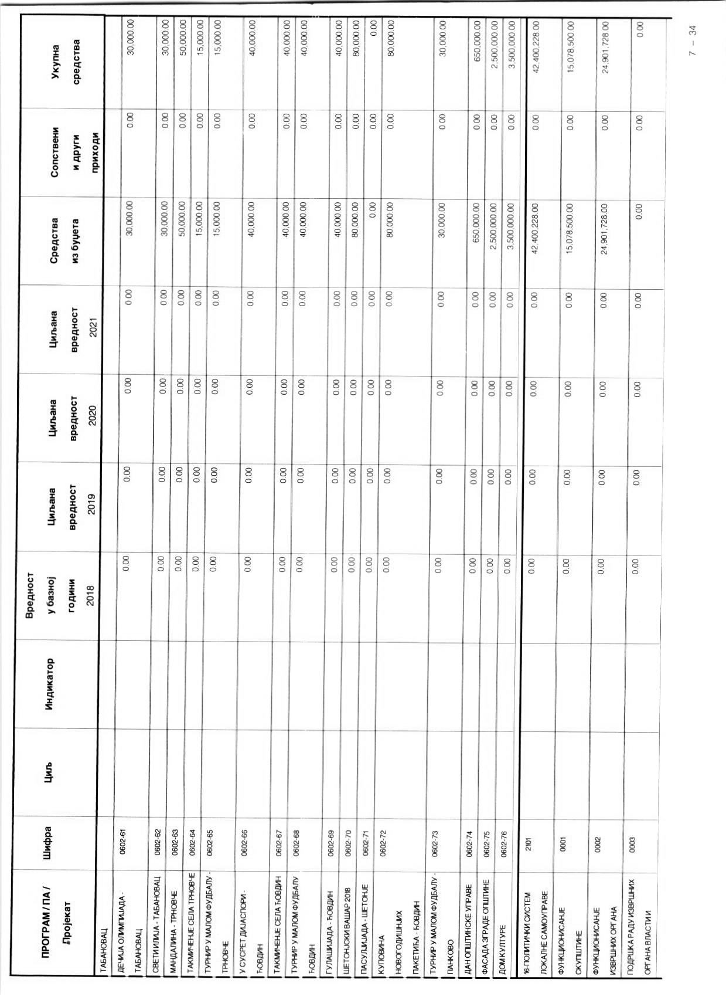 ПРОГРАМ / ПА / Пројекат | Шифра | Циљ | Индикатор | Вредност у базној години 2018 | Циљана вредност 2019 | Циљана вредност 2020 | Циљана вредност 2021 | Средства из буџета | Сопствени и други приходи | Укупна средства
ТАБАНОВАЦ
ДЕЧИЈА ОЛИМПИЈАДА - | 0602-61 | 0.00 | 0.00 | 0.00 | 0.00 | 30,000.00 | 0.00 | 30,000.00
ТАБАНОВАЦ
СВЕТИ ИЛИЈА - ТАБАНОВАЦ | 0602-62 | 0.00 | 0.00 | 0.00 | 0.00 | 30,000.00 | 0.00 | 30,000.00
МАНДАЛИНА - ТРНОВЧЕ | 0602-63 | 0.00 | 0.00 | 0.00 | 0.00 | 50,000.00 | 0.00 | 50,000.00
ТАКМИЧЕЊЕ СЕЛА ТРНОВЧЕ | 0602-64 | 0.00 | 0.00 | 0.00 | 0.00 | 15,000.00 | 0.00 | 15,000.00
ТУРНИР У МАЛОМ ФУДБАЛУ - | 0602-65 | 0.00 | 0.00 | 0.00 | 0.00 | 15,000.00 | 0.00 | 15,000.00
ТРНОВЧЕ
У СУСРЕТ ДИЈАСПОРИ - | 0602-66 | 0.00 | 0.00 | 0.00 | 0.00 | 40,000.00 | 0.00 | 40,000.00
ЋОВДИН
ТАКМИЧЕЊЕ СЕЛА ЋОВДИН | 0602-67 | 0.00 | 0.00 | 0.00 | 0.00 | 40,000.00 | 0.00 | 40,000.00
ТУРНИР У МАЛОМ ФУДБАЛУ | 0602-68 | 0.00 | 0.00 | 0.00 | 0.00 | 40,000.00 | 0.00 | 40,000.00
ЋОВДИН
ГУЛАШИЈАДА - ЋОВДИН | 0602-69 | 0.00 | 0.00 | 0.00 | 0.00 | 40,000.00 | 0.00 | 40,000.00
ШЕТОЊСКИ ВАШАР 2018 | 0602-70 | 0.00 | 0.00 | 0.00 | 0.00 | 80,000.00 | 0.00 | 80,000.00
ПАСУЉИЈАДА - ШЕТОЊЕ | 0602-71 | 0.00 | 0.00 | 0.00 | 0.00 | 0.00 | 0.00 | 0.00
КУПОВИНА | 0602-72 | 0.00 | 0.00 | 0.00 | 0.00 | 80,000.00 | 0.00 | 80,000.00
НОВОГОДИШЊИХ
ПАКЕТИЋА - ЋОВДИН
ТУРНИР У МАЛОМ ФУДБАЛУ - | 0602-73 | 0.00 | 0.00 | 0.00 | 0.00 | 30,000.00 | 0.00 | 30,000.00
ПАНКОВО
ДАН ОПШТИНСКЕ УПРАВЕ | 0602-74 | 0.00 | 0.00 | 0.00 | 0.00 | 650,000.00 | 0.00 | 650,000.00
ФАСАДА ЗГРАДЕ ОПШТИНЕ | 0602-75 | 0.00 | 0.00 | 0.00 | 0.00 | 2,500,000.00 | 0.00 | 2,500,000.00
ДОМ КУЛТУРЕ | 0602-76 | 0.00 | 0.00 | 0.00 | 0.00 | 3,500,000.00 | 0.00 | 3,500,000.00
16-ПОЛИТИЧКИ СИСТЕМ | 2101 | 0.00 | 0.00 | 0.00 | 0.00 | 42,400,228.00 | 0.00 | 42,400,228.00
ЛОКАЛНЕ САМОУПРАВЕ
ФУНКЦИОНИСАЊЕ | 0001 | 0.00 | 0.00 | 0.00 | 0.00 | 15,078,500.00 | 0.00 | 15,078,500.00
СКУПШТИНЕ
ФУНКЦИОНИСАЊЕ | 0002 | 0.00 | 0.00 | 0.00 | 0.00 | 24,901,728.00 | 0.00 | 24,901,728.00
ИЗВРШНИХ ОРГАНА
ПОДРШКА РАДУ ИЗВРШНИХ | 0003 | 0.00 | 0.00 | 0.00 | 0.00 | 0.00 | 0.00 | 0.00
ОРГАНА ВЛАСТИ И
7 - 34